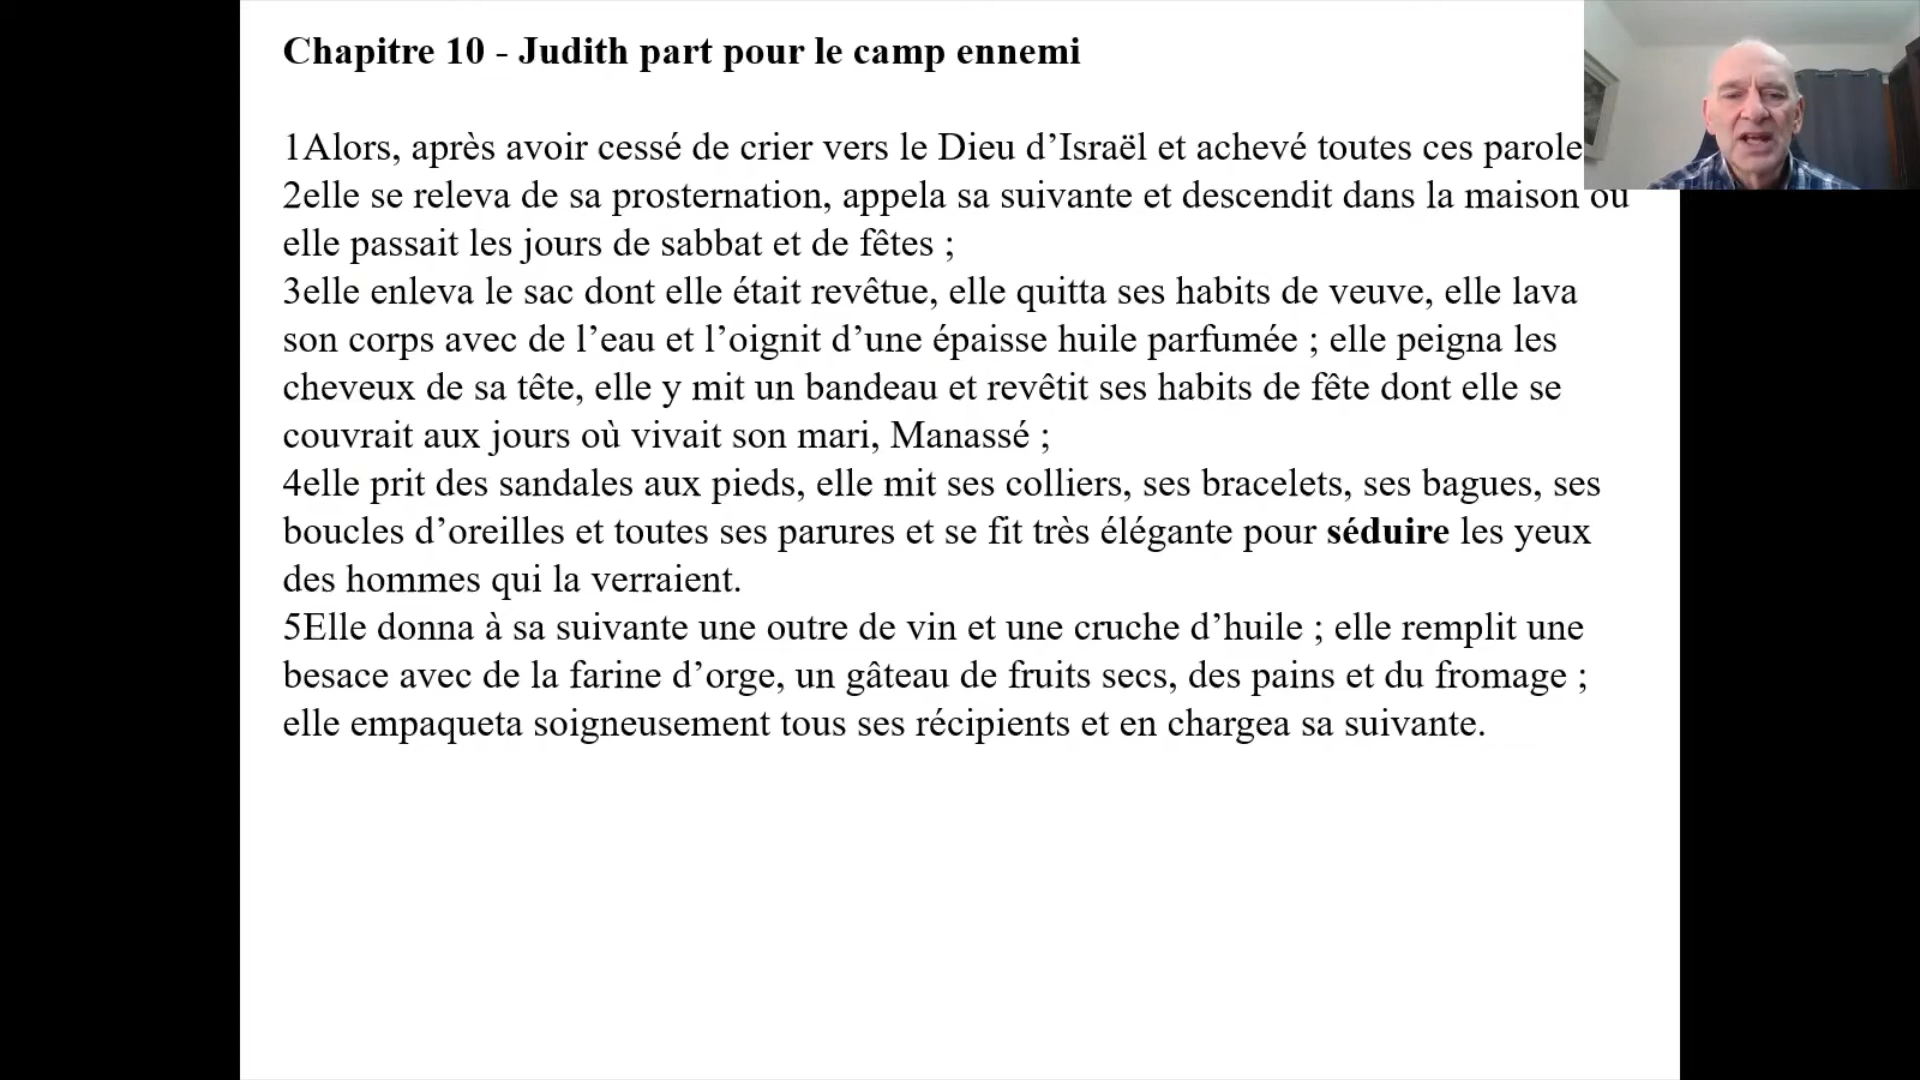 Chapitre 10 - Judith part pour le camp ennemi
1Alors, après avoir cessé de crier vers le Dieu d’Israël et achevé toutes ces parole
2elle se releva de sa prosternation, appela sa suivante et descendit dans la maison où
elle passait les jours de sabbat et de fêtes ;
3elle enleva le sac dont elle était revêtue, elle quitta ses habits de veuve, elle lava
son corps avec de l’eau et l’oignit d’une épaisse huile parfumée ; elle peigna les
cheveux de sa tête, elle y mit un bandeau et revêtit ses habits de fête dont elle se
couvrait aux jours où vivait son mari, Manassé ;
4elle prit des sandales aux pieds, elle mit ses colliers, ses bracelets, ses bagues, ses
boucles d’oreilles et toutes ses parures et se fit très élégante pour séduire les yeux
des hommes qui la verraient.
5Elle donna à sa suivante une outre de vin et une cruche d’huile ; elle remplit une
besace avec de la farine d’orge, un gâteau de fruits secs, des pains et du fromage ;
elle empaqueta soigneusement tous ses récipients et en chargea sa suivante.